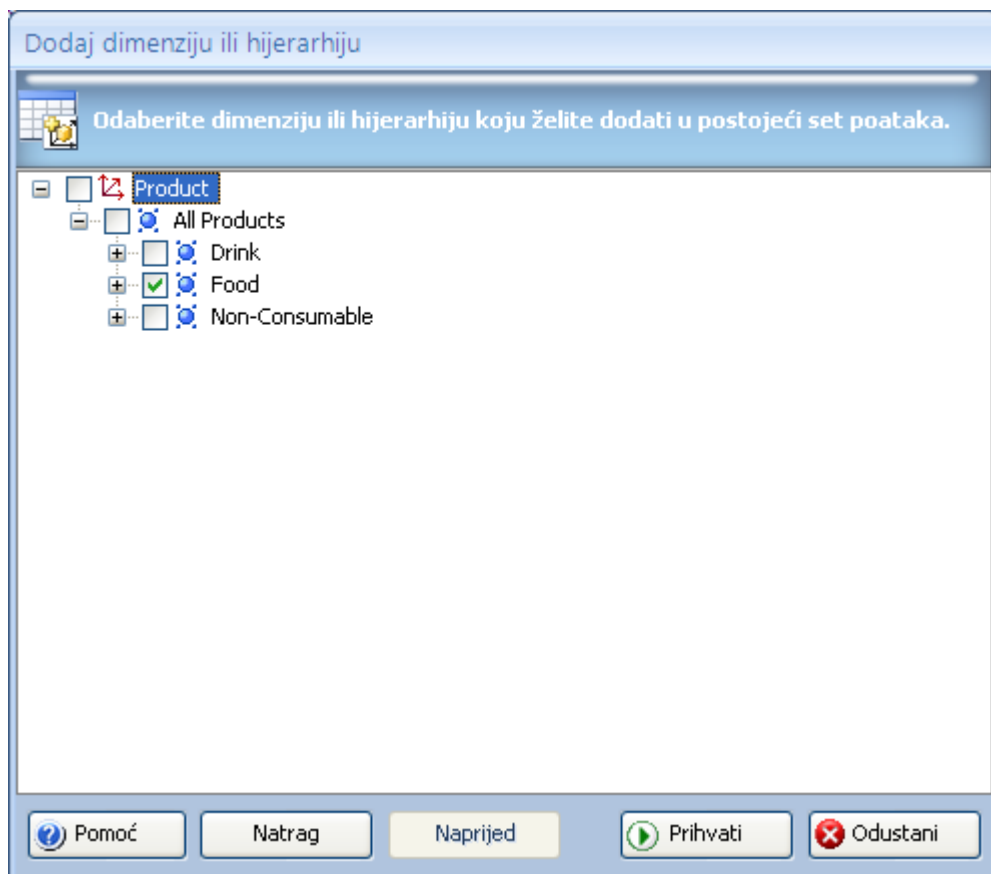 Dodaj dimenziju ili hijerarhiju
Odaberite dimenziju ili hijerarhiju koju želite dodati u postojeći set poataka.
Product
All Products
Drink
Food
Non-Consumable
Pomoć Natrag Naprijed Prihvati Odustani